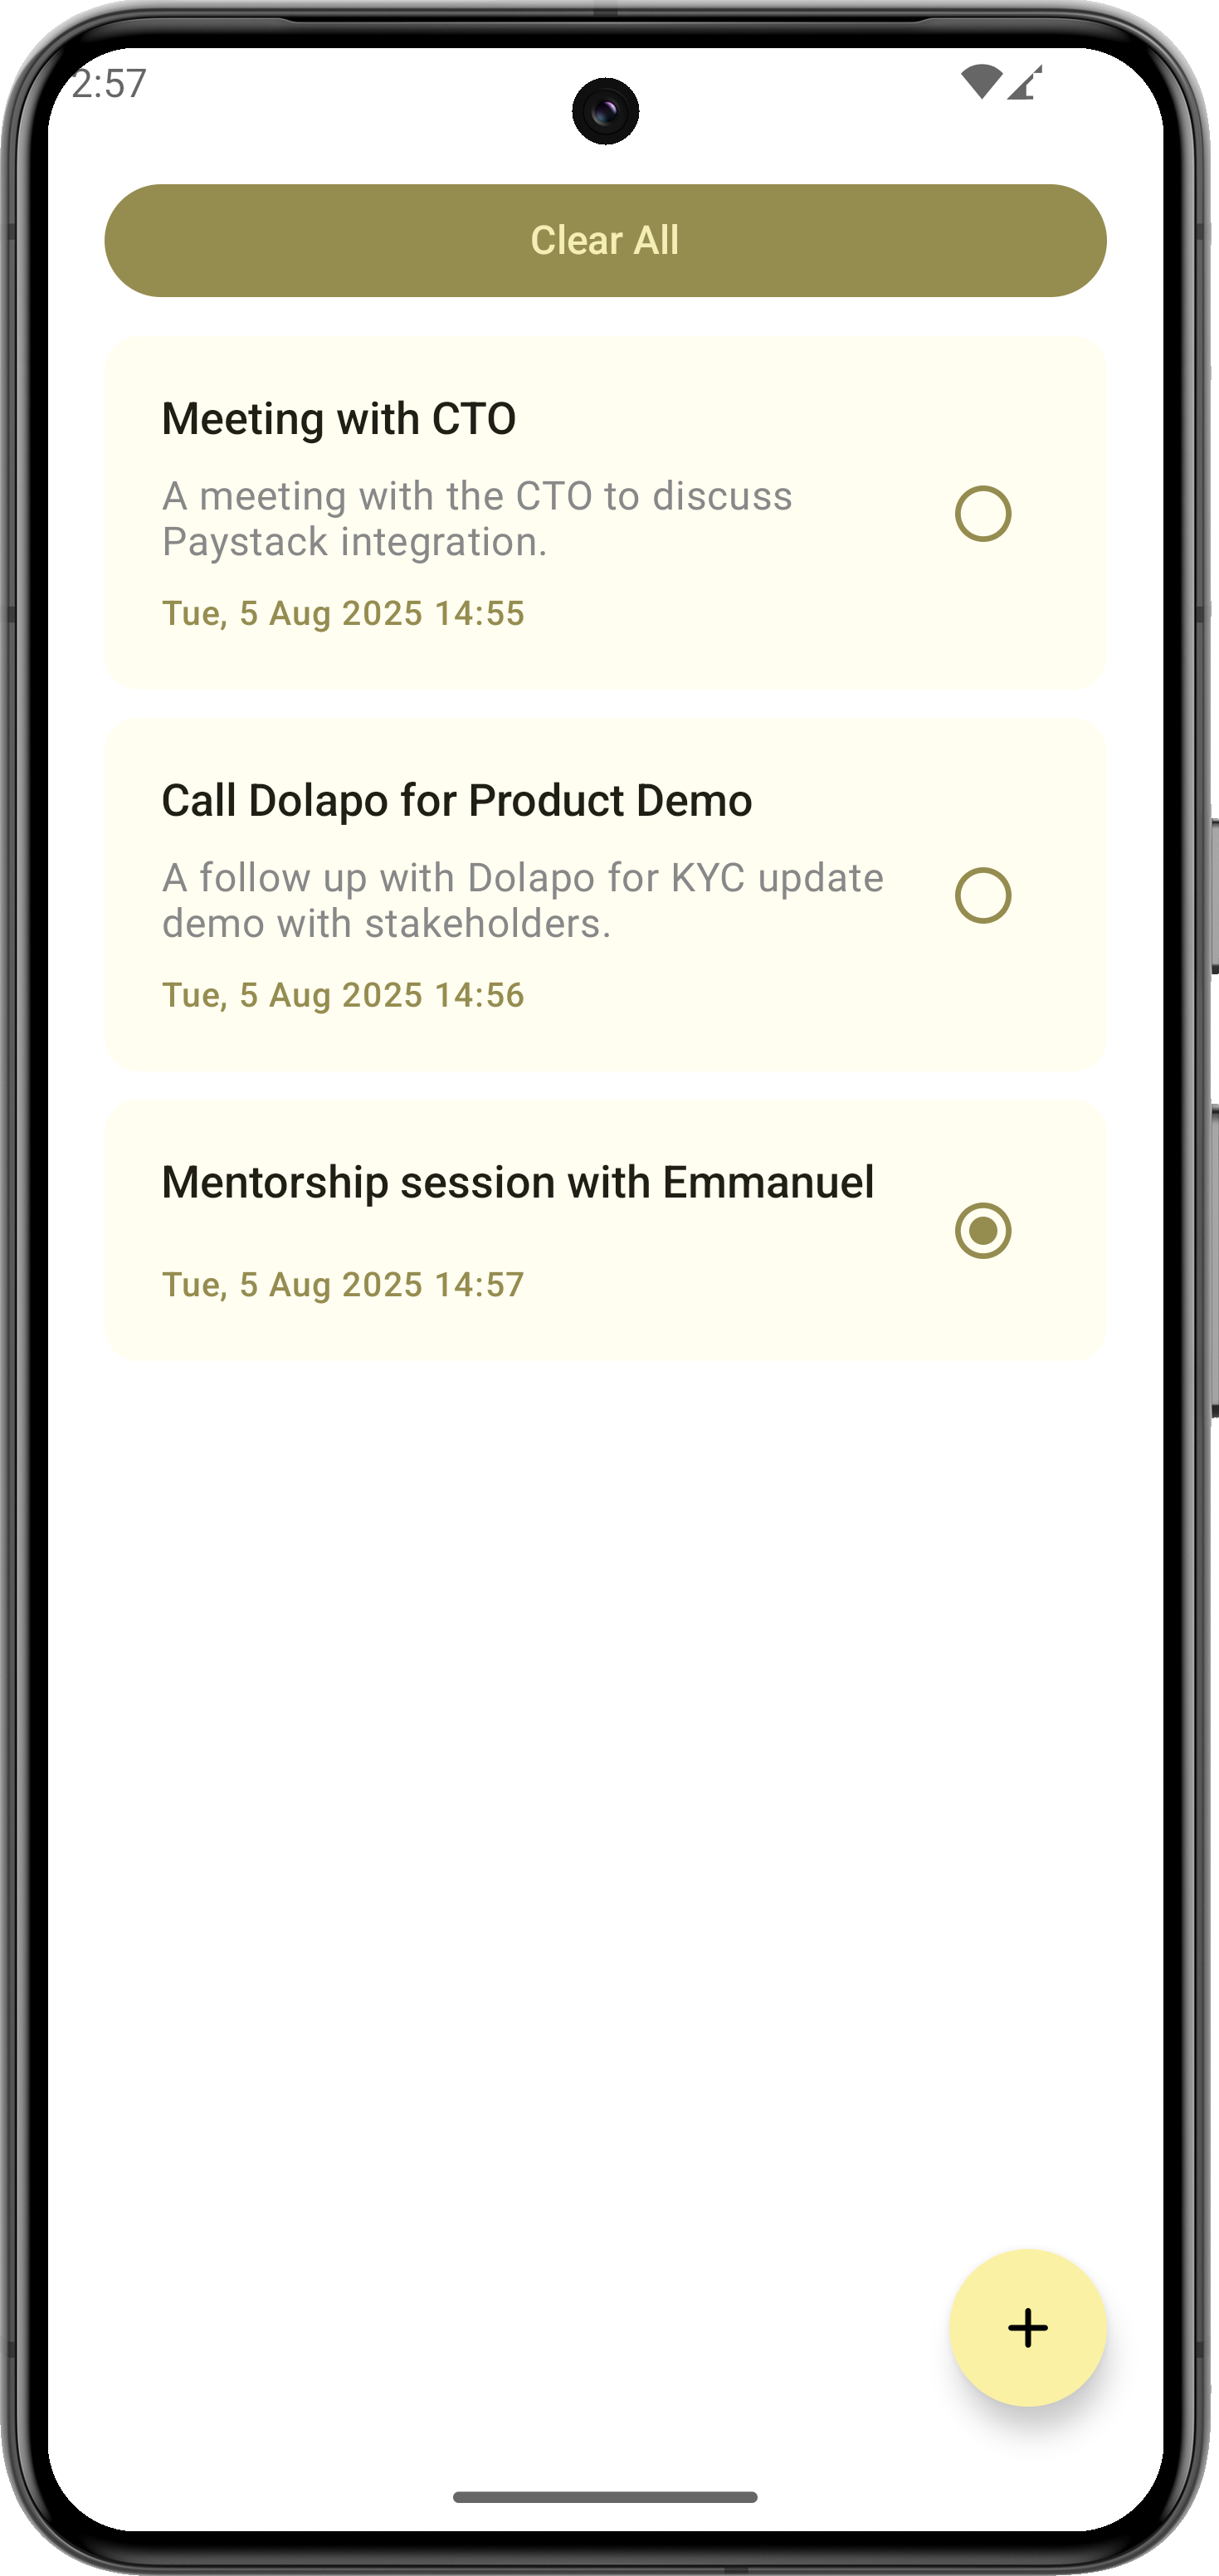 2:57
Clear All
Meeting with CTO
A meeting with the CTO to discuss
Paystack integration.
Tue, 5 Aug 2025 14:55
Call Dolapo for Product Demo
A follow up with Dolapo for KYC update
demo with stakeholders.
Tue, 5 Aug 2025 14:56
Mentorship session with Emmanuel
Tue, 5 Aug 2025 14:57